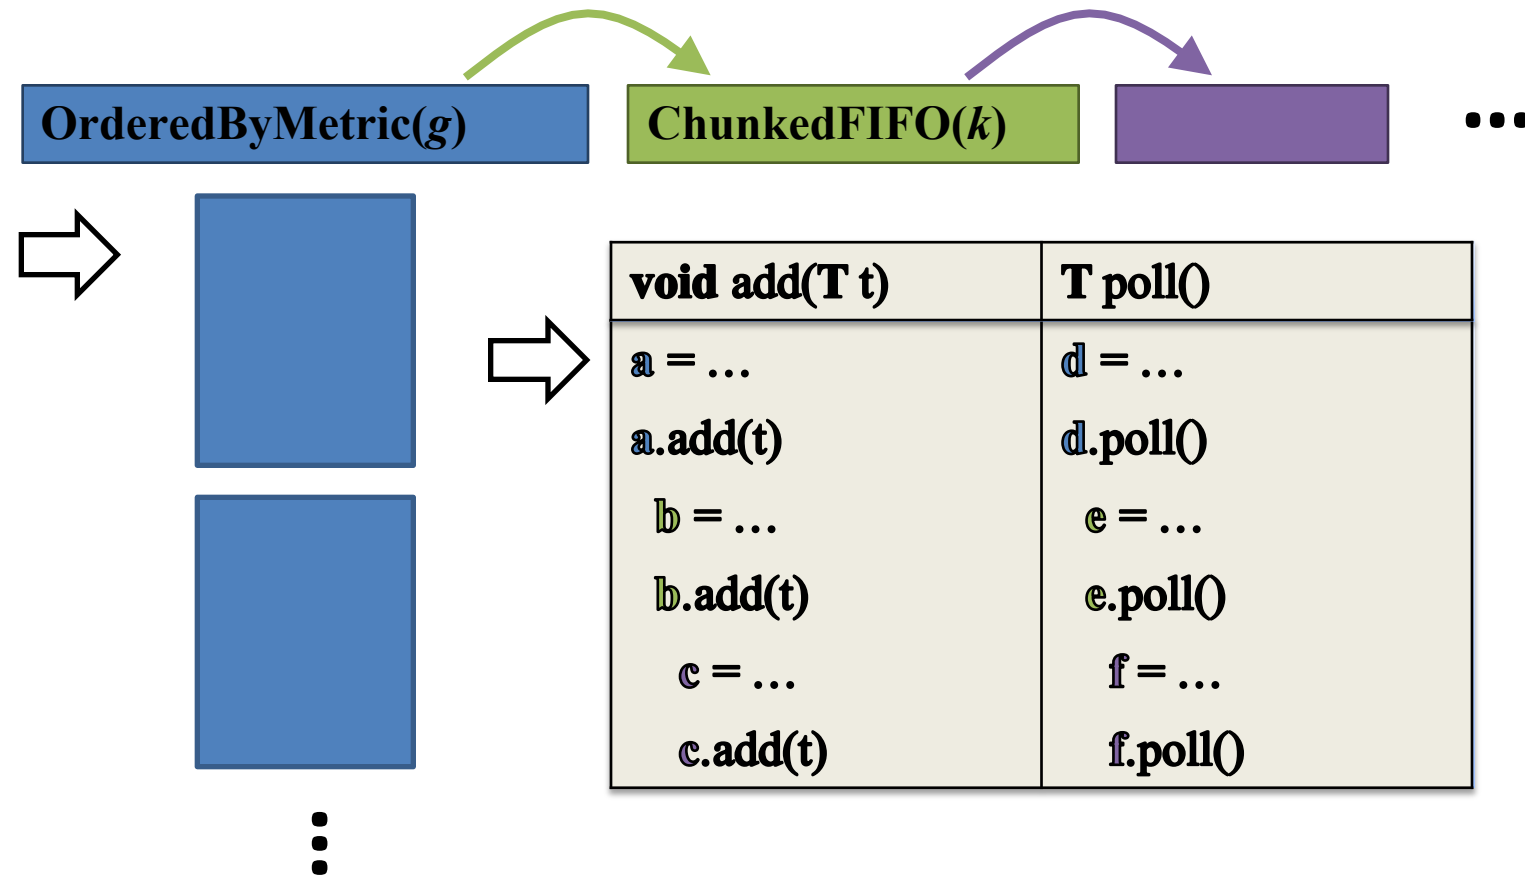 OrderedByMetric(g) ChunkedFIFO(k) ...
void add(T t) T poll()
a = ... d = ...
a.add(t) d.poll()
b = ... e = ...
b.add(t) e.poll()
c = ... f = ...
c.add(t) f.poll()